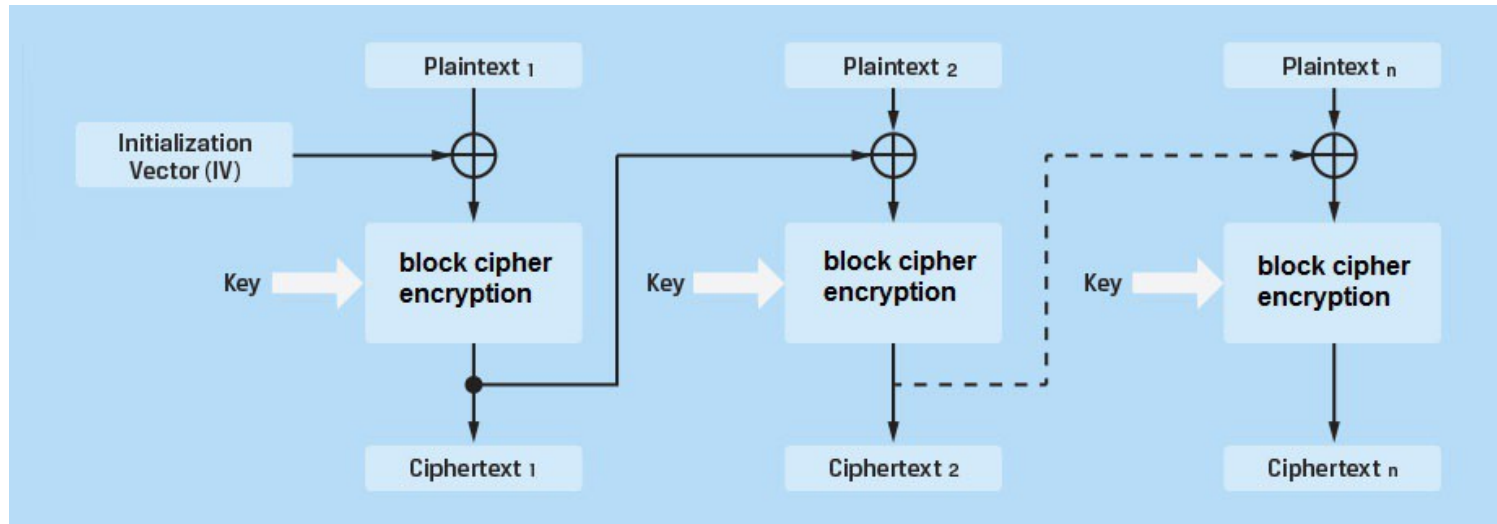 Plaintext 1
Plaintext 2
Plaintext n
Initialization
Vector (IV)
Key
block cipher
encryption
Key
block cipher
encryption
Key
block cipher
encryption
Ciphertext 1
Ciphertext 2
Ciphertext n